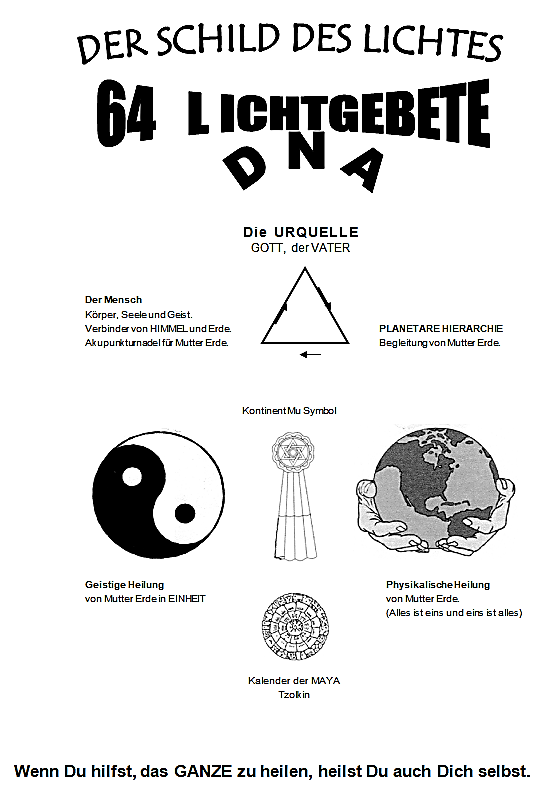 DER SCHILD DES LICHTES
64 LICHTGEBETE
DNA
Die URQUELLE
GOTT, der VATER
Der Mensch
Körper, Seele und Geist.
Verbinder von HIMMEL und Erde.
Akupunkturnadel für Mutter Erde.
PLANETARE HIERARCHIE
Begleitung von Mutter Erde.
Kontinent Mu Symbol
Geistige Heilung
von Mutter Erde in EINHEIT
Physikalische Heilung
von Mutter Erde.
(Alles ist eins und eins ist alles)
Kalender der MAYA
Tzolkin
Wenn Du hilfst, das GANZE zu heilen, heilst Du auch Dich selbst.